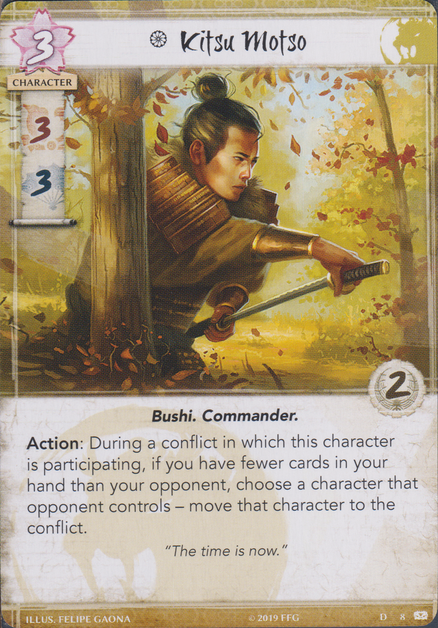 3
Kitsu Motso
CHARACTER
3
3
2
Bushi. Commander.
Action: During a conflict in which this character
is participating, if you have fewer cards in your
hand than your opponent, choose a character that
opponent controls – move that character to the
conflict.
“The time is now.”
ILLUS. FELIPE GAONA © 2019 FFG D 8